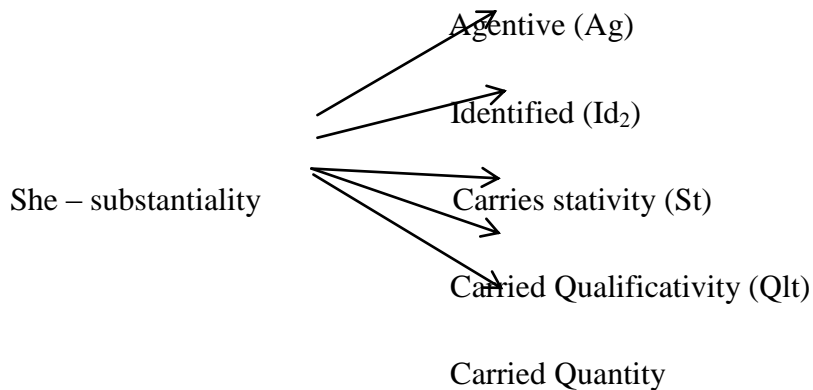 Agentive (Ag)
Identified (Id₂)
She – substantiality
Carries stativity (St)
Carried Qualificativity (Qlt)
Carried Quantity